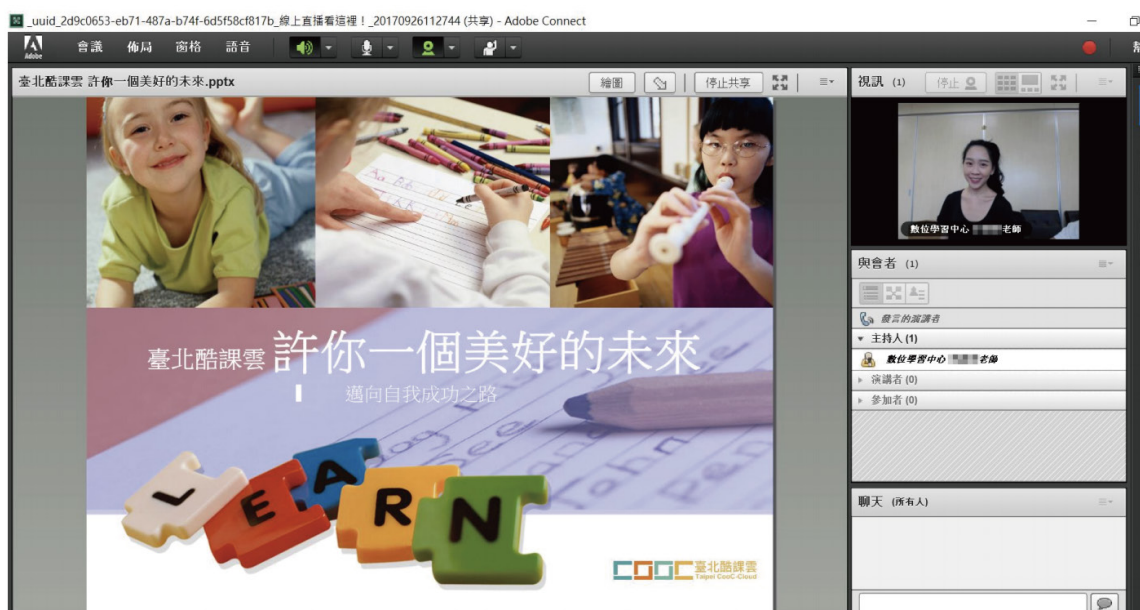 _uuid_2d9c0653-eb71-487a-b74f-6d5f58cf817b_線上直播看這裡！_20170926112744 (共享) - Adobe Connect
Adobe 會議 佈局 窗格 語音
臺北酷課雲 許你一個美好的未來.pptx 繪圖 停止共享
視訊 (1) 停止
數位學習中心 老師
與會者 (1)
發言的演講者
主持人 (1)
數位學習中心 老師
演講者 (0)
參加者 (0)
聊天 (所有人)
臺北酷課雲 許你一個美好的未來
邁向自我成功之路
LEARN
COOC 臺北酷課雲
Taipei CooC-Cloud